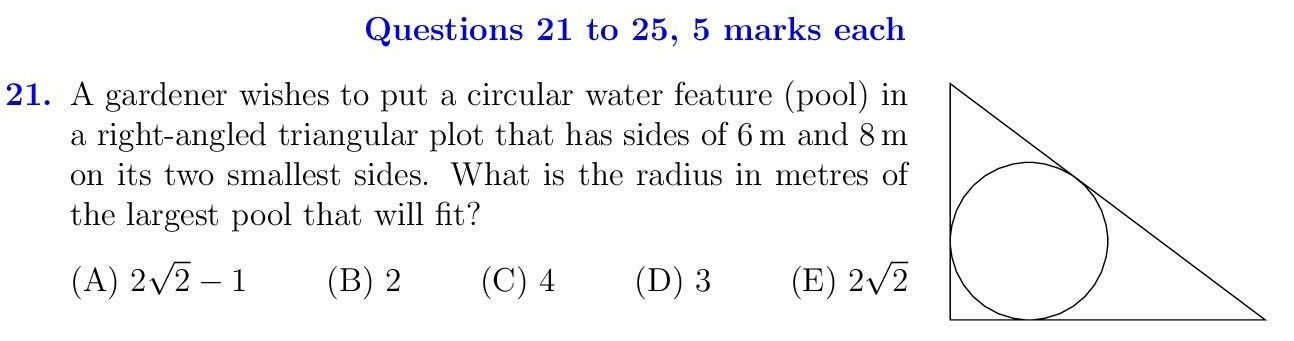 Questions 21 to 25, 5 marks each
21. A gardener wishes to put a circular water feature (pool) in
a right-angled triangular plot that has sides of 6 m and 8 m
on its two smallest sides. What is the radius in metres of
the largest pool that will fit?
(A) 2√2 − 1 (B) 2 (C) 4 (D) 3 (E) 2√2